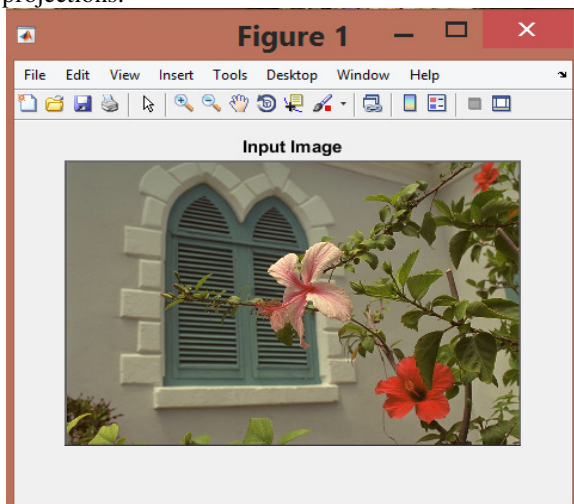 projections.
Figure 1
File Edit View Insert Tools Desktop Window Help
Input Image